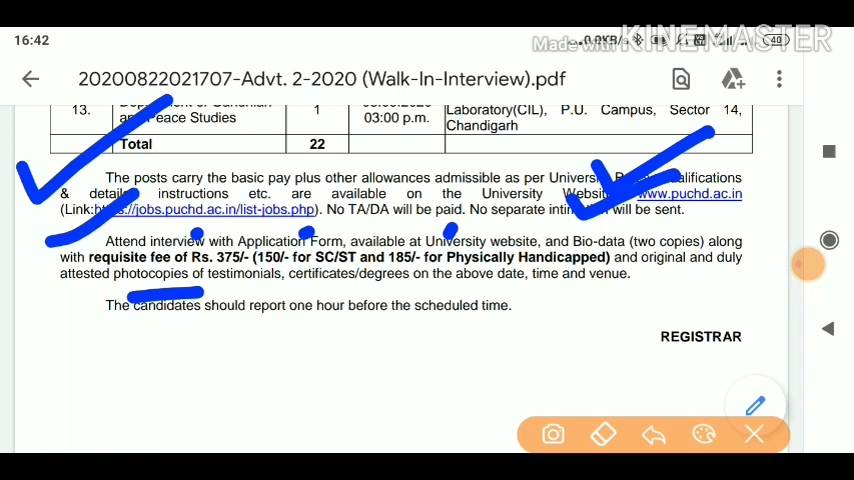 16:42
Made with KINEMASTER
20200822021707-Advt. 2-2020 (Walk-In-Interview).pdf
13. and Peace Studies 1 03:00 p.m. Laboratory(CIL), P.U. Campus, Sector 14, Chandigarh
Total 22
The posts carry the basic pay plus other allowances admissible as per
& instructions etc. are available on the University www.puchd.ac.in
(Link: jobs.puchd.ac.in/list-jobs.php). No TA/DA will be paid. No separate will be sent.
Attend interview with Application Form, available at University website, and Bio-data (two copies) along
with requisite fee of Rs. 375/- (150/- for SC/ST and 185/- for Physically Handicapped) and original and duly
attested photocopies of testimonials, certificates/degrees on the above date, time and venue.
The candidates should report one hour before the scheduled time.
REGISTRAR